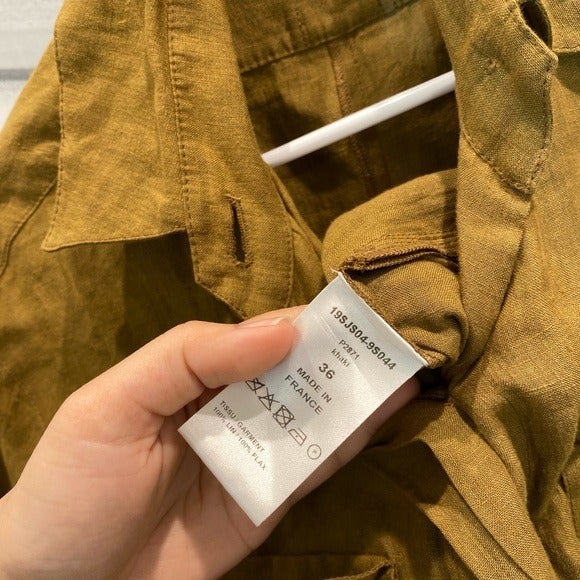 19SJS04-9S044
P2871
khaki
36
MADE IN
FRANCE
TISSU / GARMENT
100% LIN / 100% FLAX